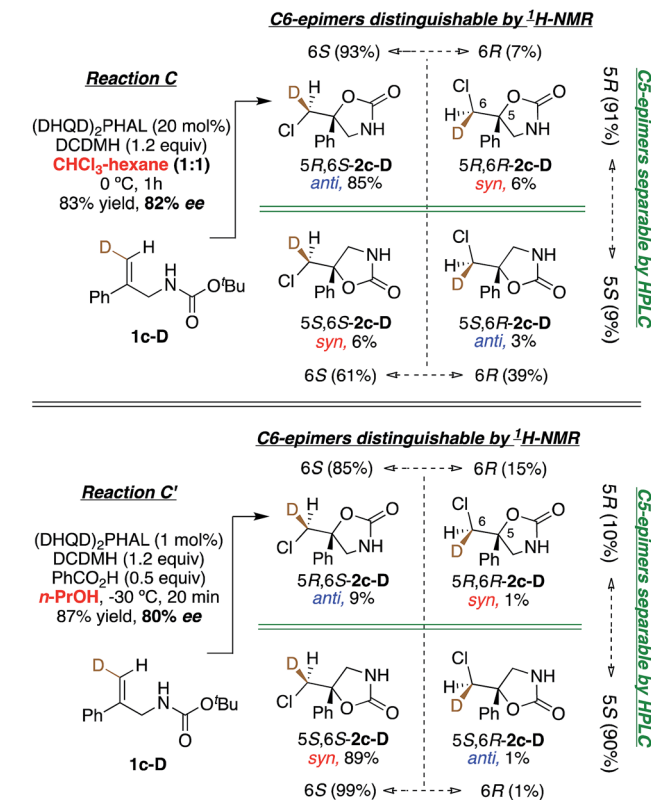 C6-epimers distinguishable by ¹H-NMR
6S (93%) 6R (7%)
Reaction C
(DHQD)₂PHAL (20 mol%)
DCDMH (1.2 equiv)
CHCl₃-hexane (1:1)
0 ºC, 1h
83% yield, 82% ee
D H
Ph
H
N
O
O
ᵗBu
1c-D
D H
Cl
Ph
O
O
NH
5R,6S-2c-D
anti, 85%
Cl
H
D
6
5
Ph
O
O
NH
5R,6R-2c-D
syn, 6%
D H
Cl
Ph
NH
O
O
5S,6S-2c-D
syn, 6%
Cl
H
D
Ph
NH
O
O
5S,6R-2c-D
anti, 3%
6S (61%) 6R (39%)
5R (91%)
5S (9%)
C5-epimers separable by HPLC
C6-epimers distinguishable by ¹H-NMR
6S (85%) 6R (15%)
Reaction C'
(DHQD)₂PHAL (1 mol%)
DCDMH (1.2 equiv)
PhCO₂H (0.5 equiv)
n-PrOH, -30 ºC, 20 min
87% yield, 80% ee
D H
Ph
H
N
O
O
ᵗBu
1c-D
D H
Cl
Ph
O
O
NH
5R,6S-2c-D
anti, 9%
Cl
H
D
6
5
Ph
O
O
NH
5R,6R-2c-D
syn, 1%
D H
Cl
Ph
NH
O
O
5S,6S-2c-D
syn, 89%
Cl
H
D
Ph
NH
O
O
5S,6R-2c-D
anti, 1%
6S (99%) 6R (1%)
5R (10%)
5S (90%)
C5-epimers separable by HPLC